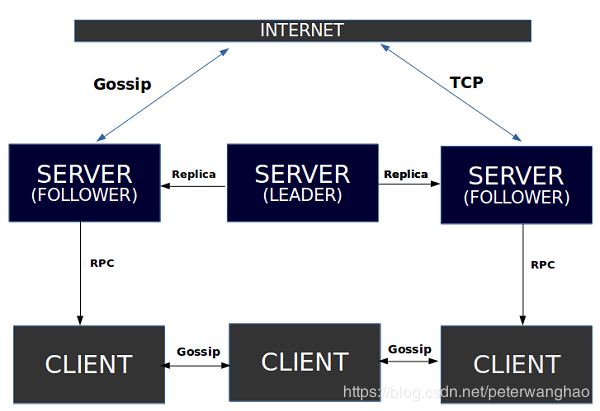 INTERNET
Gossip
TCP
SERVER
(FOLLOWER)
Replica
SERVER
(LEADER)
Replica
SERVER
(FOLLOWER)
RPC
RPC
CLIENT
Gossip
CLIENT
Gossip
CLIENT
https://blog.csdn.net/peterwanghao